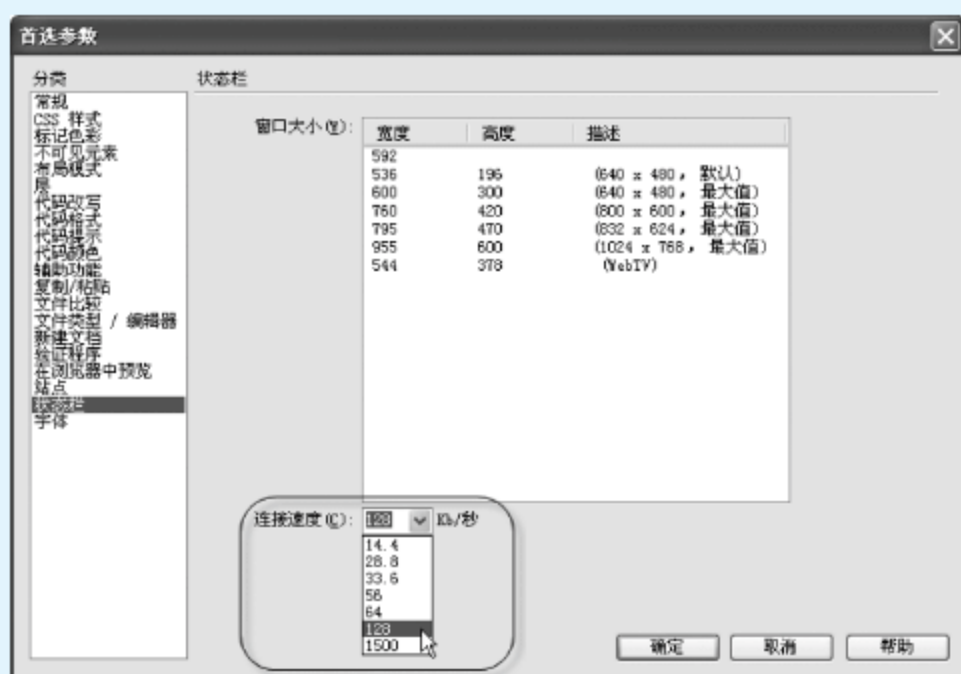 首选参数
分类
状态栏
常规
CSS 样式
标记色彩
不可见元素
布局模式
层
代码改写
代码格式
代码提示
代码颜色
辅助功能
复制/粘贴
文件比较
文件类型 / 编辑器
新建文档
验证程序
在浏览器中预览
站点
状态栏
字体
窗口大小(W):
宽度 高度 描述
592
536 196 (640 x 480, 默认)
600 300 (640 x 480, 最大值)
760 420 (800 x 600, 最大值)
795 470 (832 x 624, 最大值)
955 600 (1024 x 768, 最大值)
544 378 (WebTV)
连接速度(C): 128 Kb/秒
14.4
28.8
33.6
56
64
128
1500
确定 取消 帮助